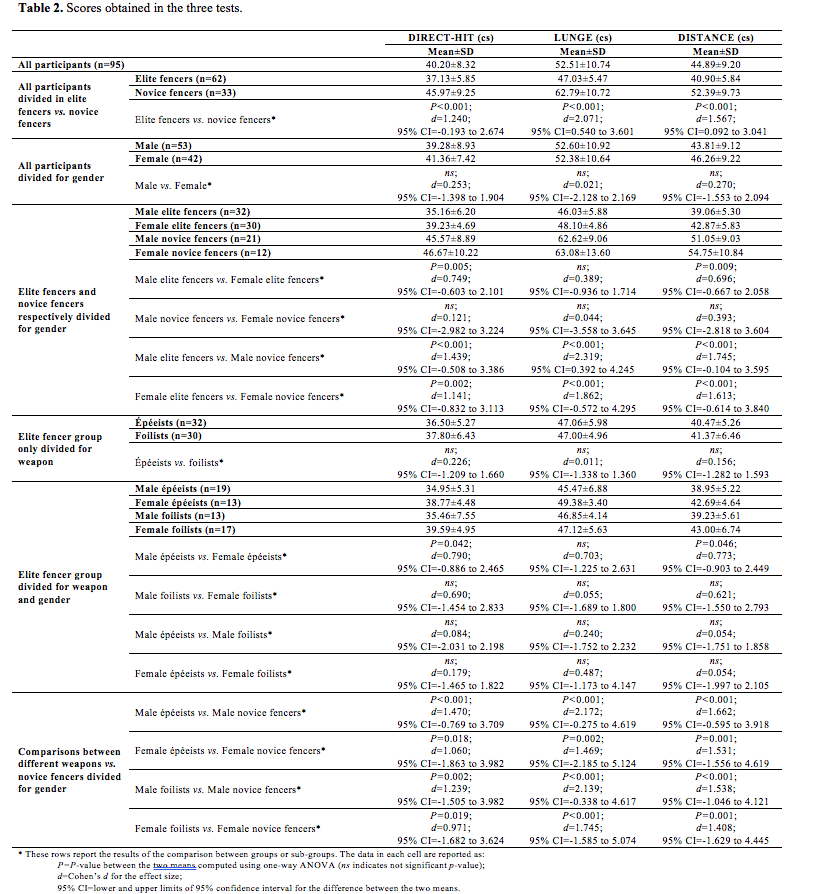 Table 2. Scores obtained in the three tests.
DIRECT-HIT (cs) LUNGE (cs) DISTANCE (cs)
Mean±SD Mean±SD Mean±SD
All participants (n=95) 40.20±8.32 52.51±10.74 44.89±9.20
All participants divided in elite fencers vs. novice fencers
Elite fencers (n=62) 37.13±5.85 47.03±5.47 40.90±5.84
Novice fencers (n=33) 45.97±9.25 62.79±10.72 52.39±9.73
Elite fencers vs. novice fencers*
P<0.001; P<0.001; P<0.001;
d=1.240; d=2.071; d=1.567;
95% CI=-0.193 to 2.674 95% CI=0.540 to 3.601 95% CI=0.092 to 3.041
All participants divided for gender
Male (n=53) 39.28±8.93 52.60±10.92 43.81±9.12
Female (n=42) 41.36±7.42 52.38±10.64 46.26±9.22
Male vs. Female*
ns; ns; ns;
d=0.253; d=0.021; d=0.270;
95% CI=-1.398 to 1.904 95% CI=-2.128 to 2.169 95% CI=-1.553 to 2.094
Elite fencers and novice fencers respectively divided for gender
Male elite fencers (n=32) 35.16±6.20 46.03±5.88 39.06±5.30
Female elite fencers (n=30) 39.23±4.69 48.10±4.86 42.87±5.83
Male novice fencers (n=21) 45.57±8.89 62.62±9.06 51.05±9.03
Female novice fencers (n=12) 46.67±10.22 63.08±13.60 54.75±10.84
Male elite fencers vs. Female elite fencers*
P=0.005; ns; P=0.009;
d=0.749; d=0.389; d=0.696;
95% CI=-0.603 to 2.101 95% CI=-0.936 to 1.714 95% CI=-0.667 to 2.058
Male novice fencers vs. Female novice fencers*
ns; ns; ns;
d=0.121; d=0.044; d=0.393;
95% CI=-2.982 to 3.224 95% CI=-3.558 to 3.645 95% CI=-2.818 to 3.604
Male elite fencers vs. Male novice fencers*
P<0.001; P<0.001; P<0.001;
d=1.439; d=2.319; d=1.745;
95% CI=-0.508 to 3.386 95% CI=0.392 to 4.245 95% CI=-0.104 to 3.595
Female elite fencers vs. Female novice fencers*
P=0.002; P<0.001; P<0.001;
d=1.141; d=1.862; d=1.613;
95% CI=-0.832 to 3.113 95% CI=-0.572 to 4.295 95% CI=-0.614 to 3.840
Elite fencer group only divided for weapon
Épéeists (n=32) 36.50±5.27 47.06±5.98 40.47±5.26
Foilists (n=30) 37.80±6.43 47.00±4.96 41.37±6.46
Épéeists vs. foilists*
ns; ns; ns;
d=0.226; d=0.011; d=0.156;
95% CI=-1.209 to 1.660 95% CI=-1.338 to 1.360 95% CI=-1.282 to 1.593
Elite fencer group divided for weapon and gender
Male épéeists (n=19) 34.95±5.31 45.47±6.88 38.95±5.22
Female épéeists (n=13) 38.77±4.48 49.38±3.40 42.69±4.64
Male foilists (n=13) 35.46±7.55 46.85±4.14 39.23±5.61
Female foilists (n=17) 39.59±4.95 47.12±5.63 43.00±6.74
Male épéeists vs. Female épéeists*
P=0.042; ns; P=0.046;
d=0.790; d=0.703; d=0.773;
95% CI=-0.886 to 2.465 95% CI=-1.225 to 2.631 95% CI=-0.903 to 2.449
Male foilists vs. Female foilists*
ns; ns; ns;
d=0.690; d=0.055; d=0.621;
95% CI=-1.454 to 2.833 95% CI=-1.689 to 1.800 95% CI=-1.550 to 2.793
Male épéeists vs. Male foilists*
ns; ns; ns;
d=0.084; d=0.240; d=0.054;
95% CI=-2.031 to 2.198 95% CI=-1.752 to 2.232 95% CI=-1.751 to 1.858
Female épéeists vs. Female foilists*
ns; ns; ns;
d=0.179; d=0.487; d=0.054;
95% CI=-1.465 to 1.822 95% CI=-1.173 to 4.147 95% CI=-1.997 to 2.105
Comparisons between different weapons vs. novice fencers divided for gender
Male épéeists vs. Male novice fencers*
P<0.001; P<0.001; P<0.001;
d=1.470; d=2.172; d=1.662;
95% CI=-0.769 to 3.709 95% CI=-0.275 to 4.619 95% CI=-0.595 to 3.918
Female épéeists vs. Female novice fencers*
P=0.018; P=0.002; P=0.001;
d=1.060; d=1.469; d=1.531;
95% CI=-1.863 to 3.982 95% CI=-2.185 to 5.124 95% CI=-1.556 to 4.619
Male foilists vs. Male novice fencers*
P=0.002; P<0.001; P<0.001;
d=1.239; d=2.139; d=1.538;
95% CI=-1.505 to 3.982 95% CI=-0.338 to 4.617 95% CI=-1.046 to 4.121
Female foilists vs. Female novice fencers*
P=0.019; P<0.001; P=0.001;
d=0.971; d=1.745; d=1.408;
95% CI=-1.682 to 3.624 95% CI=-1.585 to 5.074 95% CI=-1.629 to 4.445
* These rows report the results of the comparison between groups or sub-groups. The data in each cell are reported as:
P=P-value between the two means computed using one-way ANOVA (ns indicates not significant p-value);
d=Cohen's d for the effect size;
95% CI=lower and upper limits of 95% confidence interval for the difference between the two means.